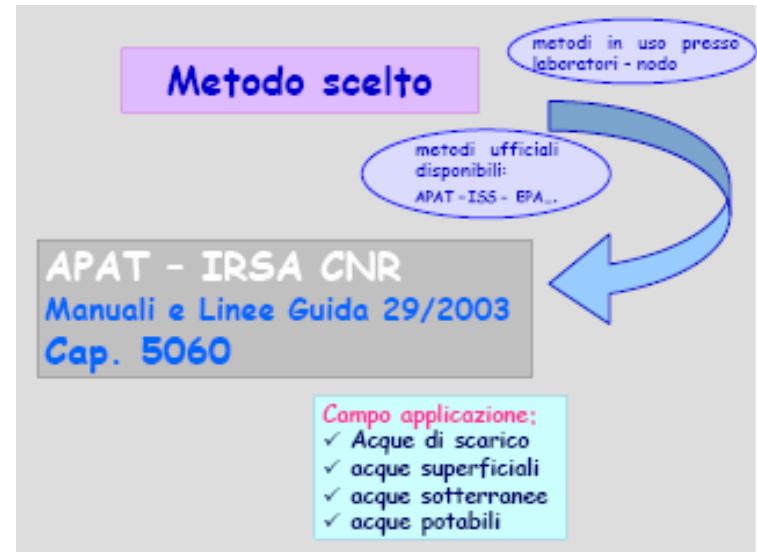 Metodo scelto
metodi in uso presso
laboratori - nodo
metodi ufficiali
disponibili:
APAT - ISS - EPA...
APAT – IRSA CNR
Manuali e Linee Guida 29/2003
Cap. 5060
Campo applicazione:
✓ Acque di scarico
✓ acque superficiali
✓ acque sotterranee
✓ acque potabili